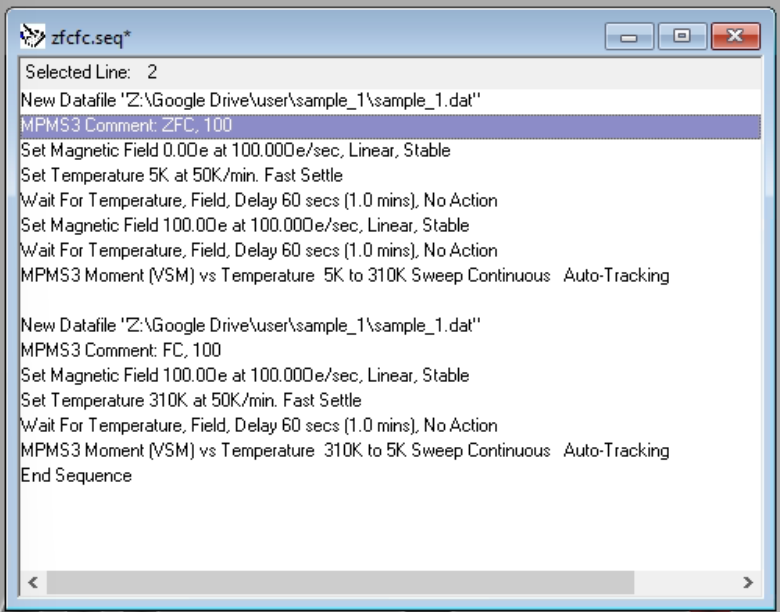 zfcfc.seq*
Selected Line: 2
New Datafile "Z:\Google Drive\user\sample_1\sample_1.dat"
MPMS3 Comment: ZFC, 100
Set Magnetic Field 0.0Oe at 100.00Oe/sec, Linear, Stable
Set Temperature 5K at 50K/min. Fast Settle
Wait For Temperature, Field, Delay 60 secs (1.0 mins), No Action
Set Magnetic Field 100.0Oe at 100.00Oe/sec, Linear, Stable
Wait For Temperature, Field, Delay 60 secs (1.0 mins), No Action
MPMS3 Moment (VSM) vs Temperature 5K to 310K Sweep Continuous Auto-Tracking
New Datafile "Z:\Google Drive\user\sample_1\sample_1.dat"
MPMS3 Comment: FC, 100
Set Magnetic Field 100.0Oe at 100.00Oe/sec, Linear, Stable
Set Temperature 310K at 50K/min. Fast Settle
Wait For Temperature, Field, Delay 60 secs (1.0 mins), No Action
MPMS3 Moment (VSM) vs Temperature 310K to 5K Sweep Continuous Auto-Tracking
End Sequence